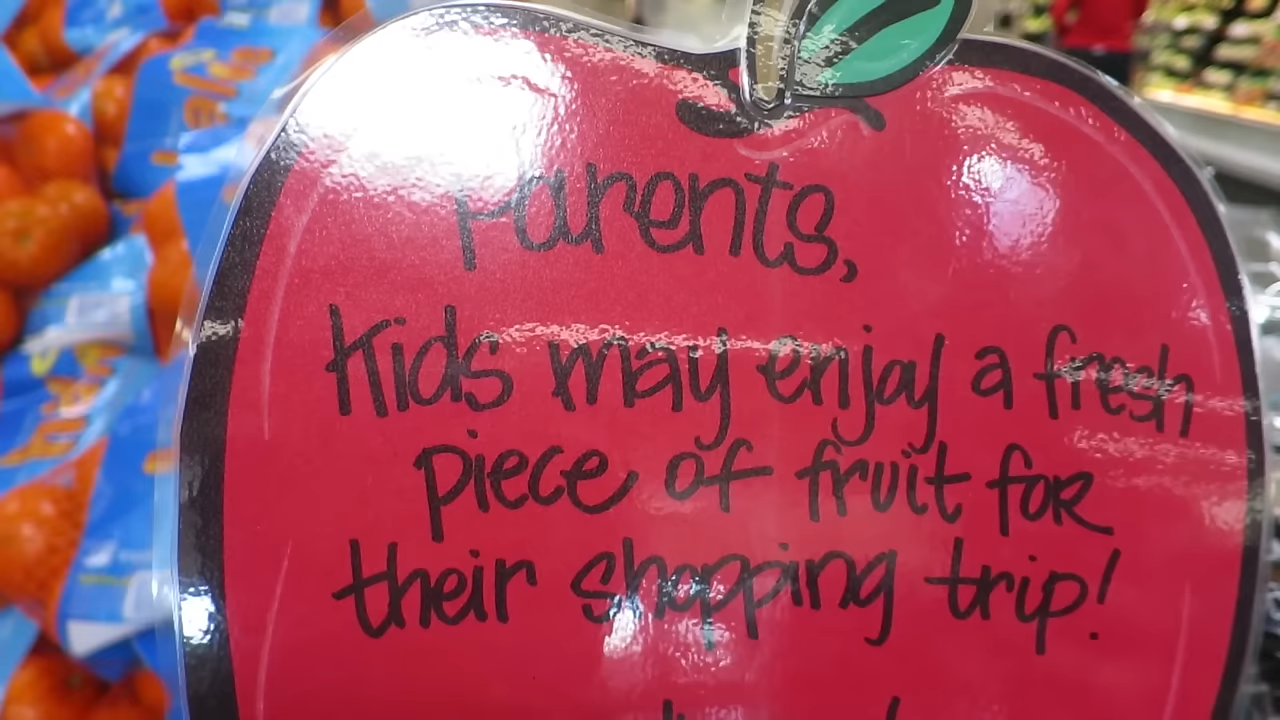 Parents,
Kids may enjoy a fresh
piece of fruit for
their shopping trip!